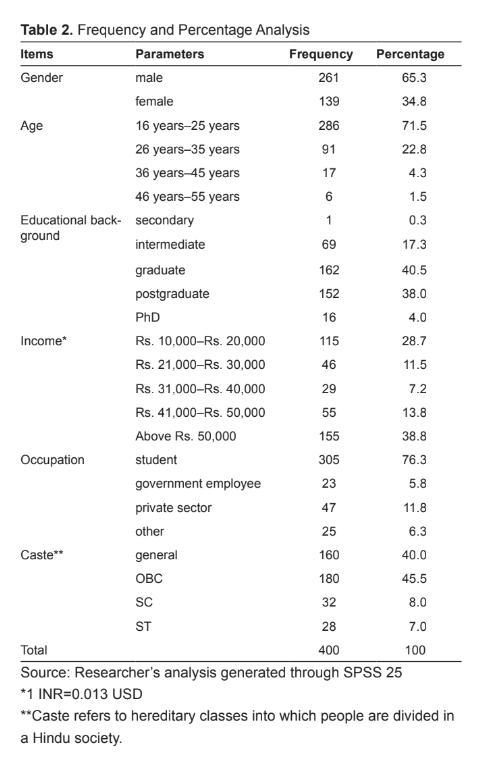 Table 2. Frequency and Percentage Analysis
Items Parameters Frequency Percentage
Gender male 261 65.3
female 139 34.8
Age 16 years–25 years 286 71.5
26 years–35 years 91 22.8
36 years–45 years 17 4.3
46 years–55 years 6 1.5
Educational back- secondary 1 0.3
ground intermediate 69 17.3
graduate 162 40.5
postgraduate 152 38.0
PhD 16 4.0
Income* Rs. 10,000–Rs. 20,000 115 28.7
Rs. 21,000–Rs. 30,000 46 11.5
Rs. 31,000–Rs. 40,000 29 7.2
Rs. 41,000–Rs. 50,000 55 13.8
Above Rs. 50,000 155 38.8
Occupation student 305 76.3
government employee 23 5.8
private sector 47 11.8
other 25 6.3
Caste** general 160 40.0
OBC 180 45.5
SC 32 8.0
ST 28 7.0
Total 400 100
Source: Researcher's analysis generated through SPSS 25
*1 INR=0.013 USD
**Caste refers to hereditary classes into which people are divided in
a Hindu society.